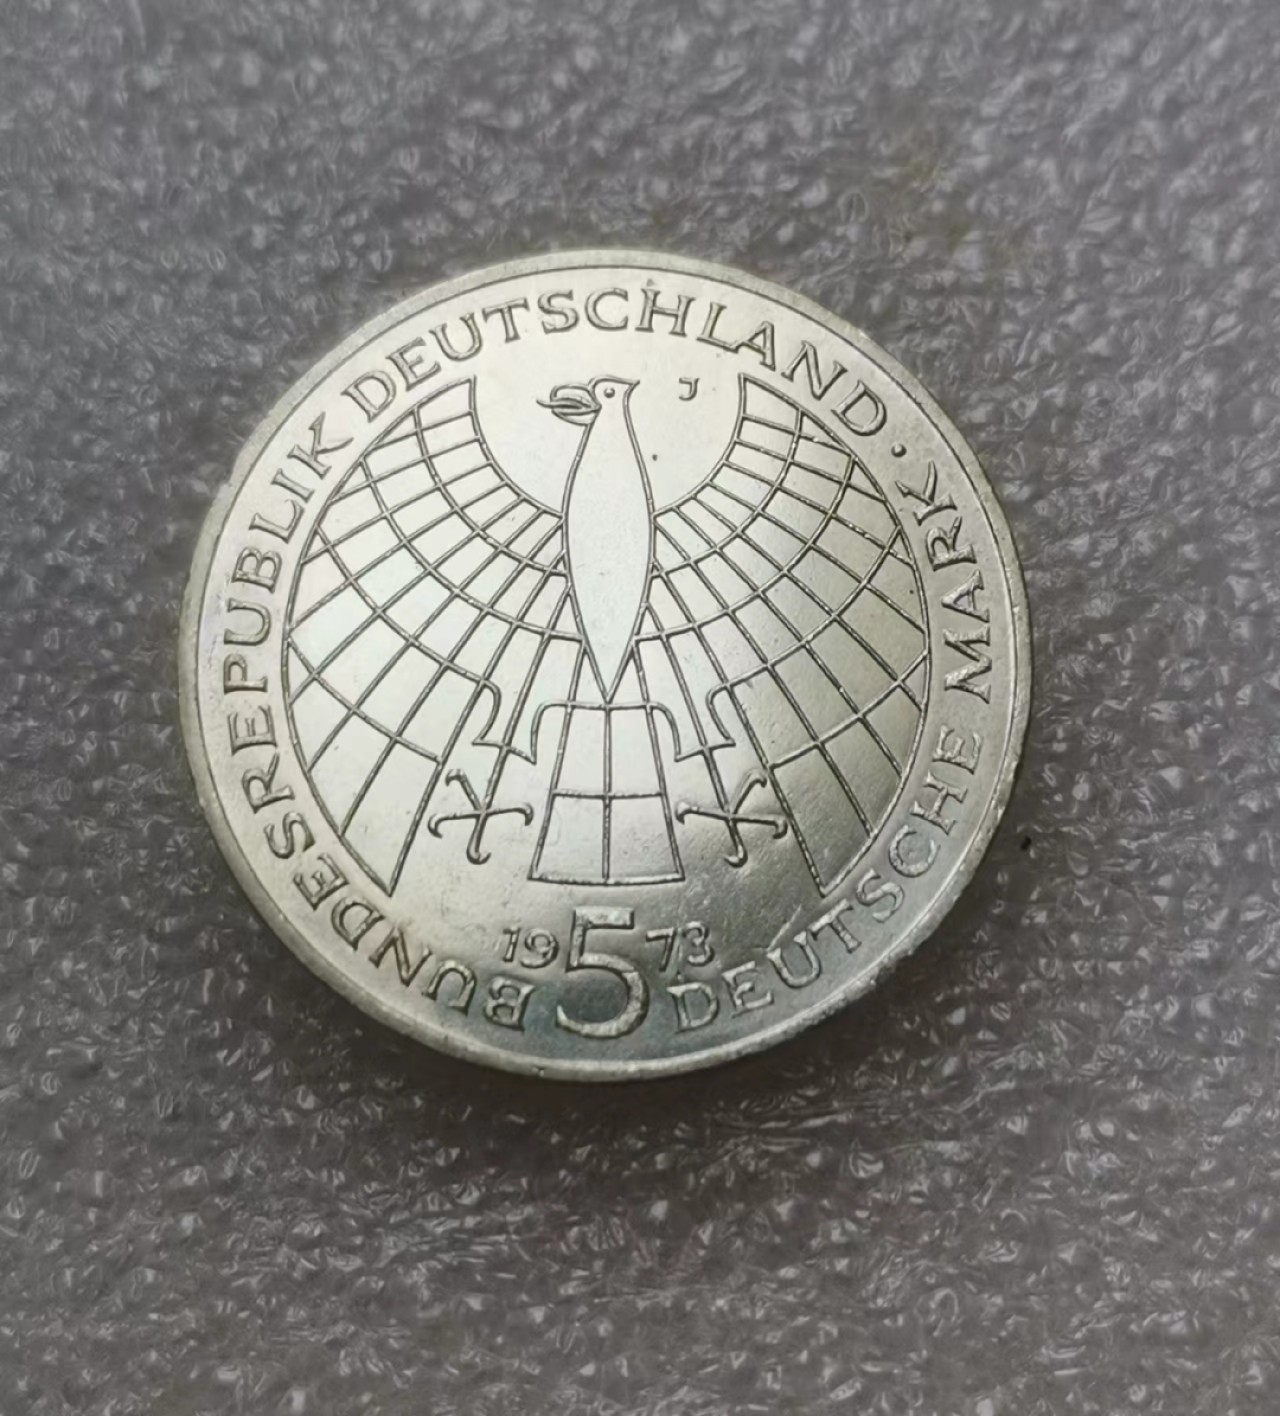 BUNDESREPUBLIK DEUTSCHLAND · DEUTSCHE MARK
J
19 5 73